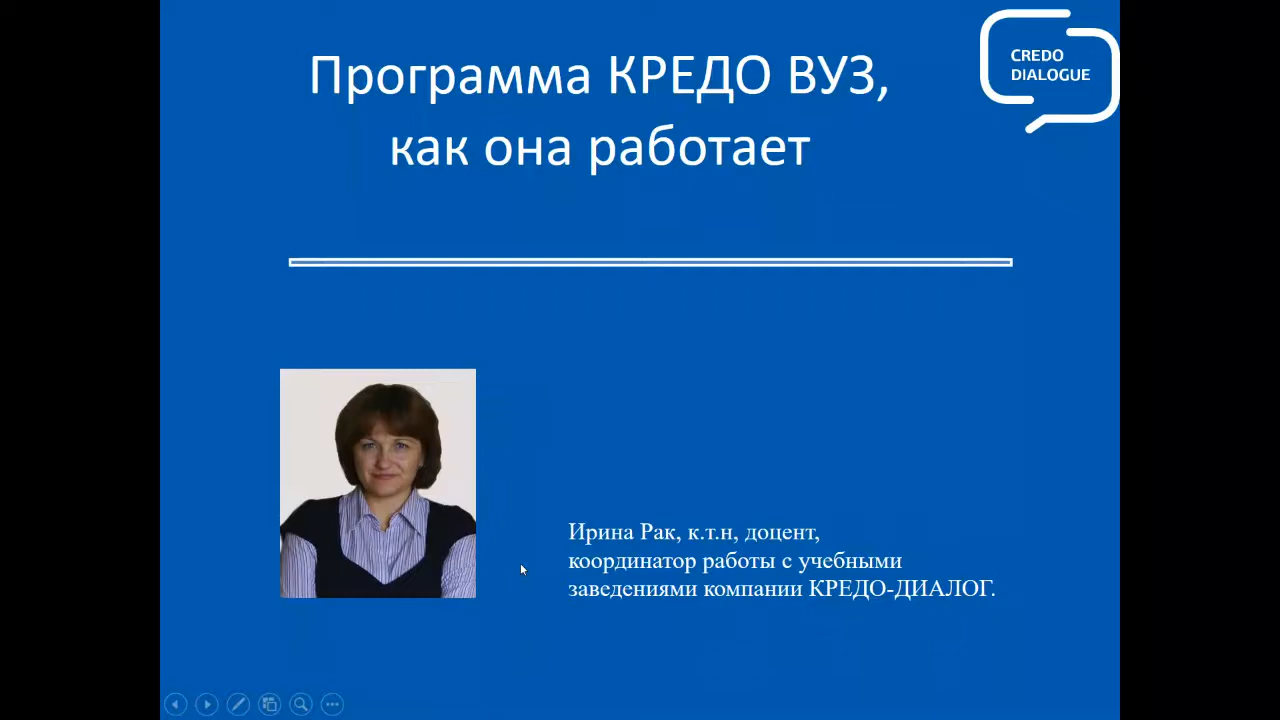 Программа КРЕДО ВУЗ,
как она работает
CREDO
DIALOGUE
Ирина Рак, к.т.н, доцент,
координатор работы с учебными
заведениями компании КРЕДО-ДИАЛОГ.